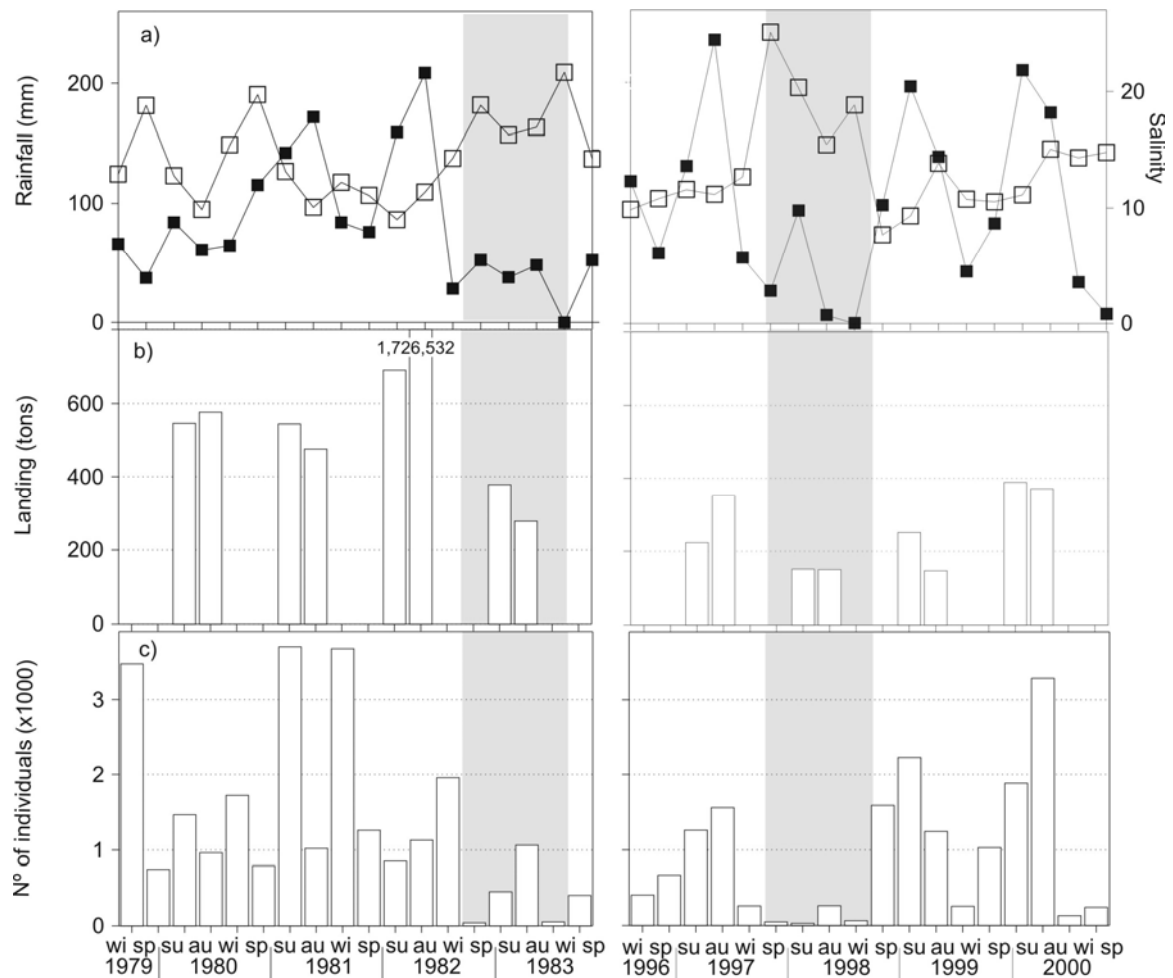 a)
Rainfall (mm)
200
100
0
Salinity
20
10
0
b)
1,726,532
Landing (tons)
600
400
200
0
c)
Nº of individuals (x1000)
3
2
1
0
wi sp su au wi sp su au wi sp su au wi sp su au wi sp
1979 1980 1981 1982 1983
wi sp su au wi sp su au wi sp su au wi sp su au wi sp
1996 1997 1998 1999 2000